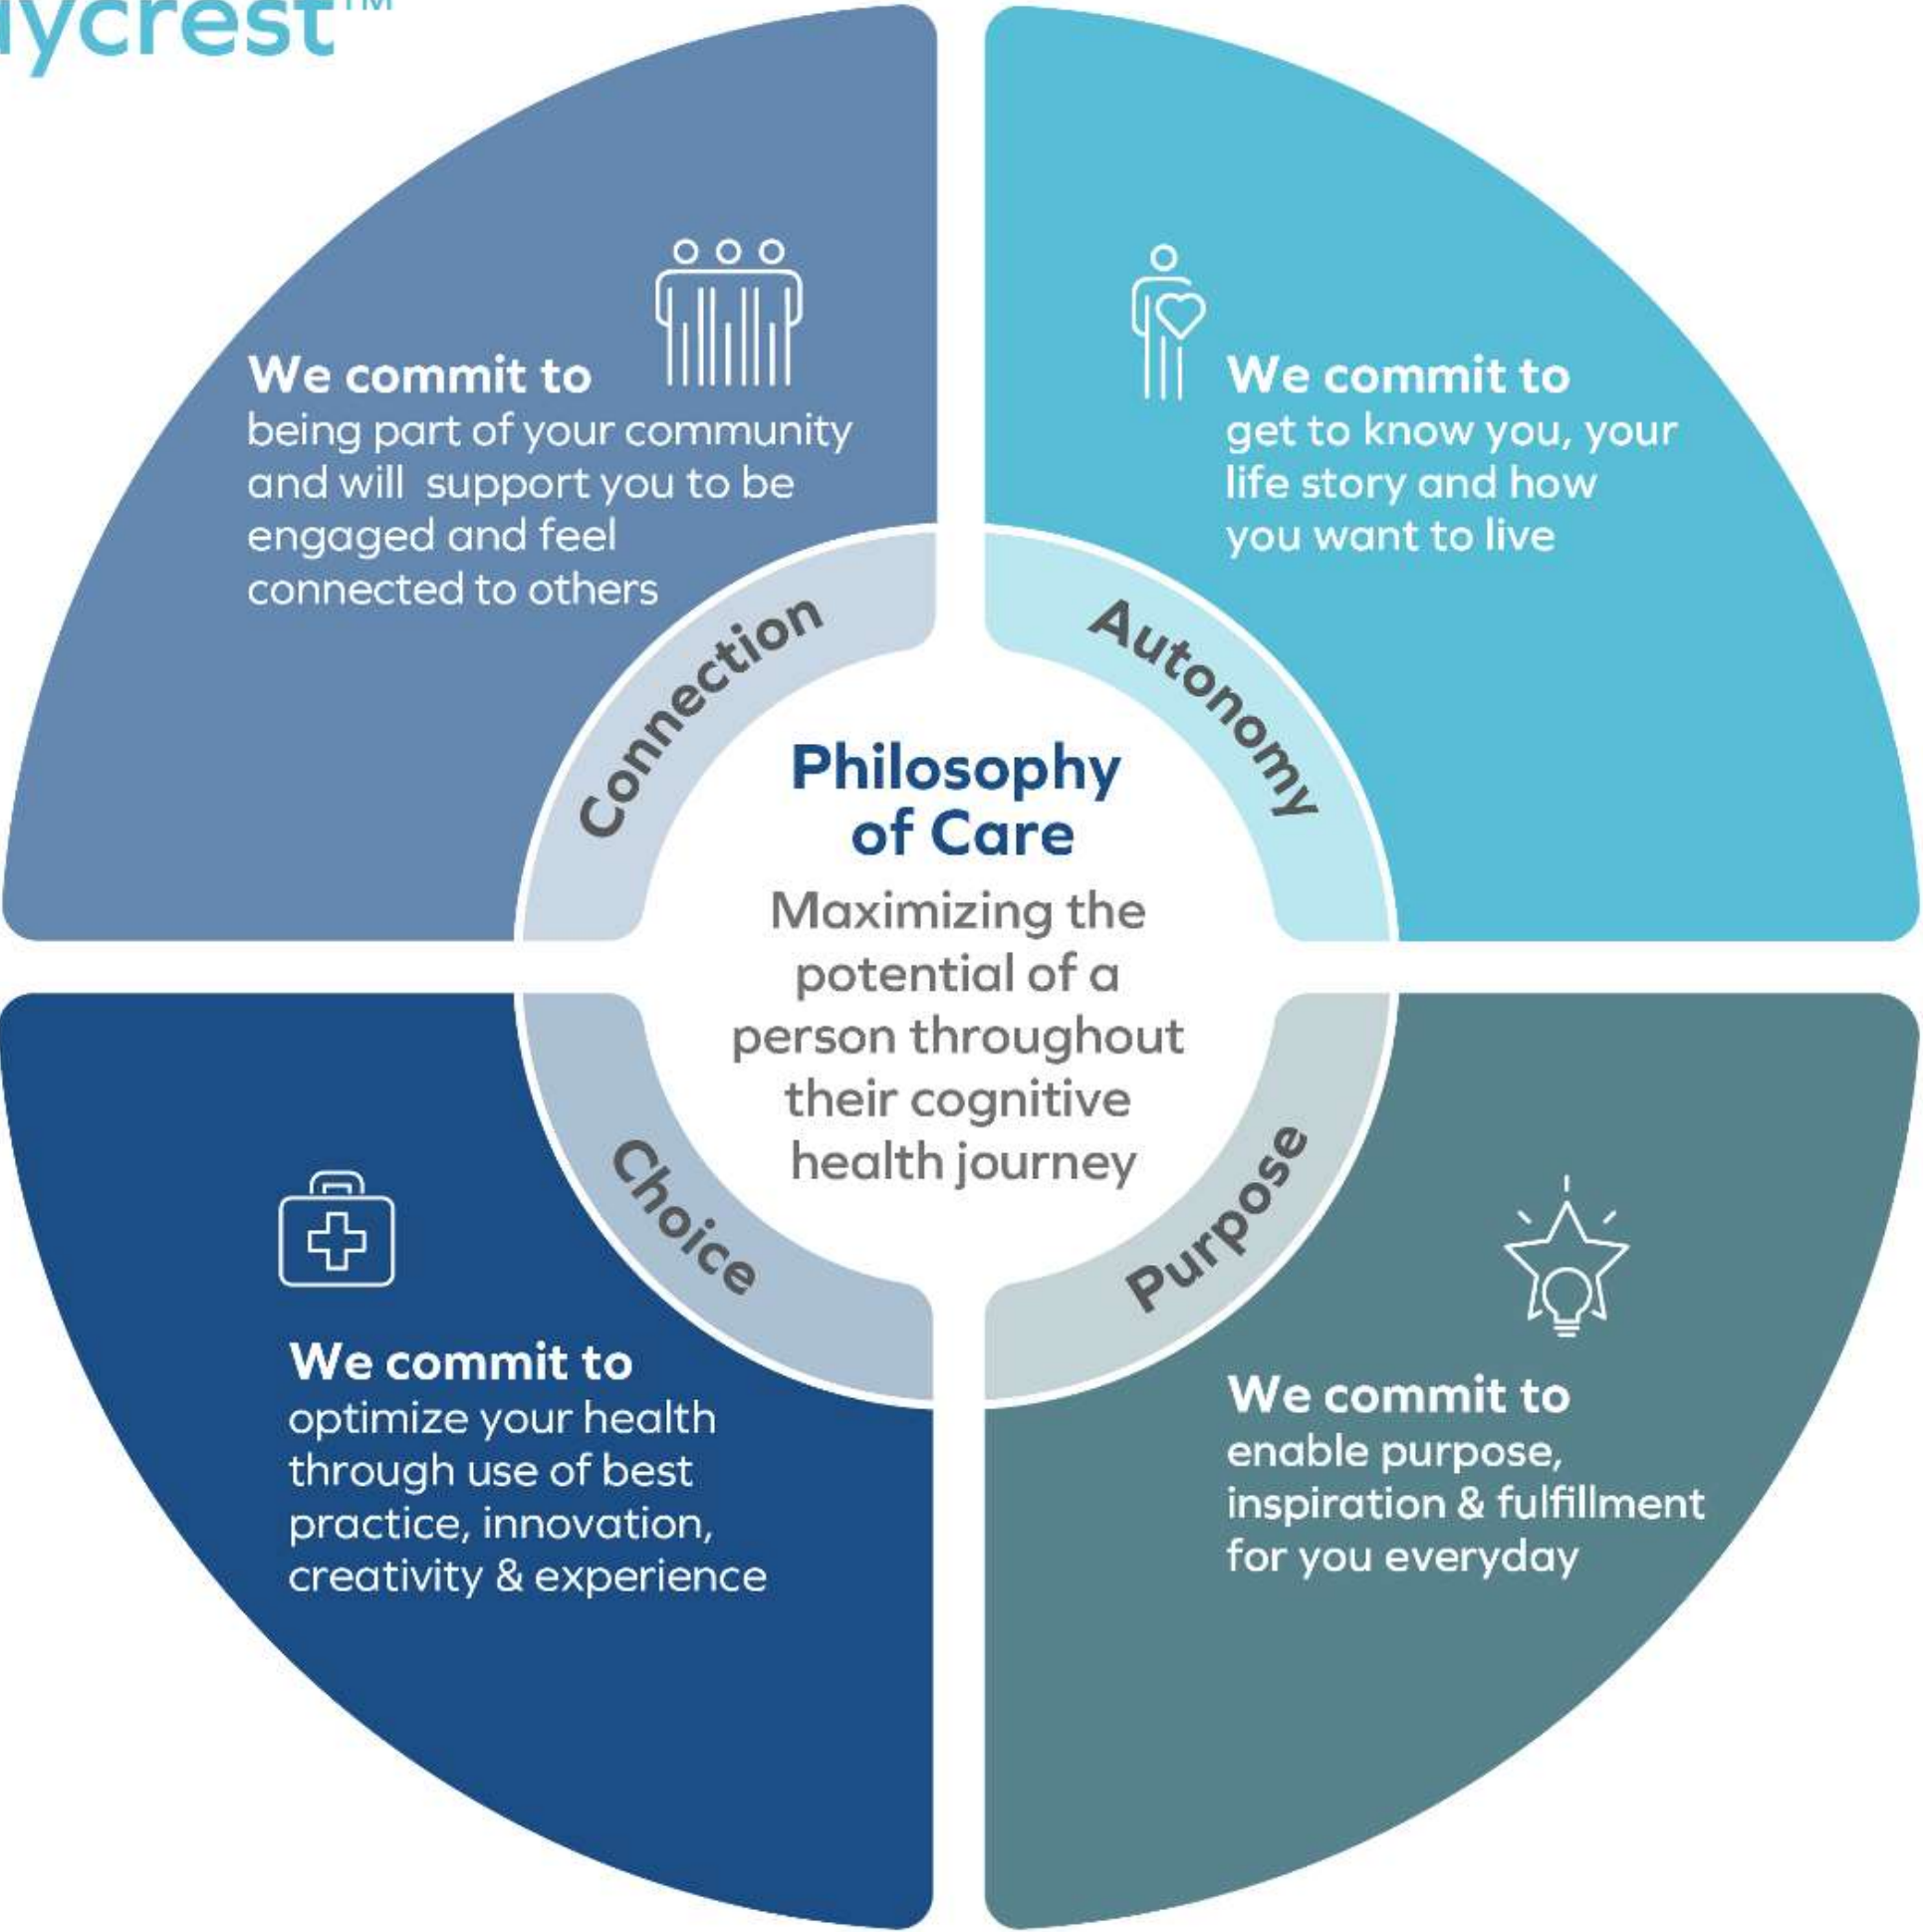 ycrest™
We commit to
being part of your community
and will support you to be
engaged and feel
connected to others
We commit to
get to know you, your
life story and how
you want to live
Connection
Autonomy
Philosophy
of Care
Maximizing the
potential of a
person throughout
their cognitive
health journey
Choice
Purpose
We commit to
optimize your health
through use of best
practice, innovation,
creativity & experience
We commit to
enable purpose,
inspiration & fulfillment
for you everyday